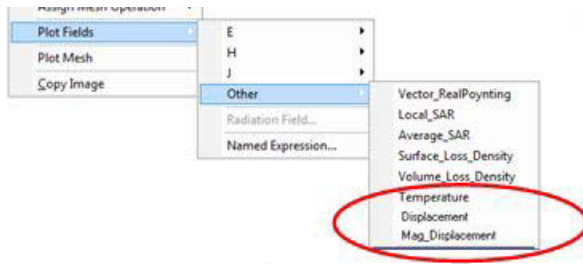 Assign Mesh Operation
Plot Fields
Plot Mesh
Copy Image
E
H
J
Other
Radiation Field...
Named Expression...
Vector_RealPoynting
Local_SAR
Average_SAR
Surface_Loss_Density
Volume_Loss_Density
Temperature
Displacement
Mag_Displacement